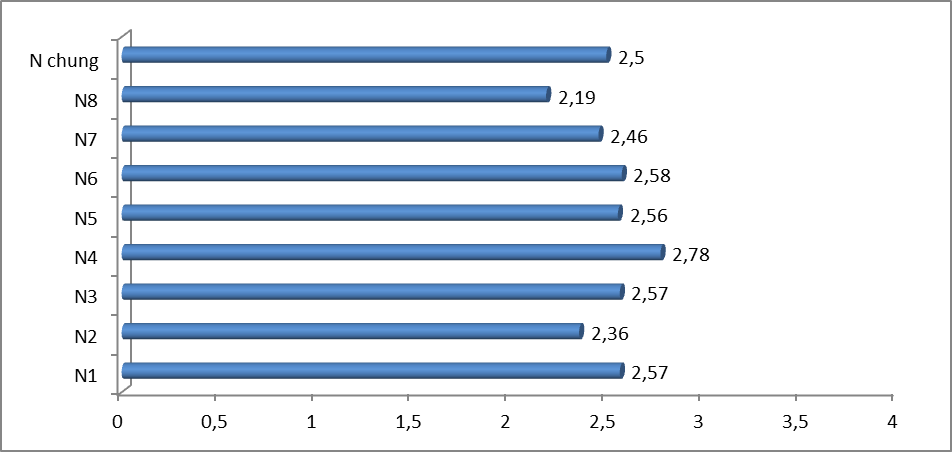 N chung 2,5
N8 2,19
N7 2,46
N6 2,58
N5 2,56
N4 2,78
N3 2,57
N2 2,36
N1 2,57
0 0,5 1 1,5 2 2,5 3 3,5 4